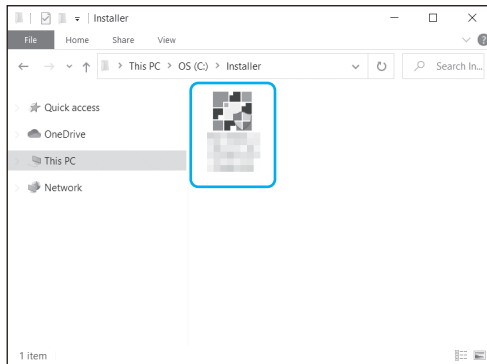 Installer
File Home Share View
This PC > OS (C:) > Installer
Search In...
Quick access
OneDrive
This PC
Network
1 item